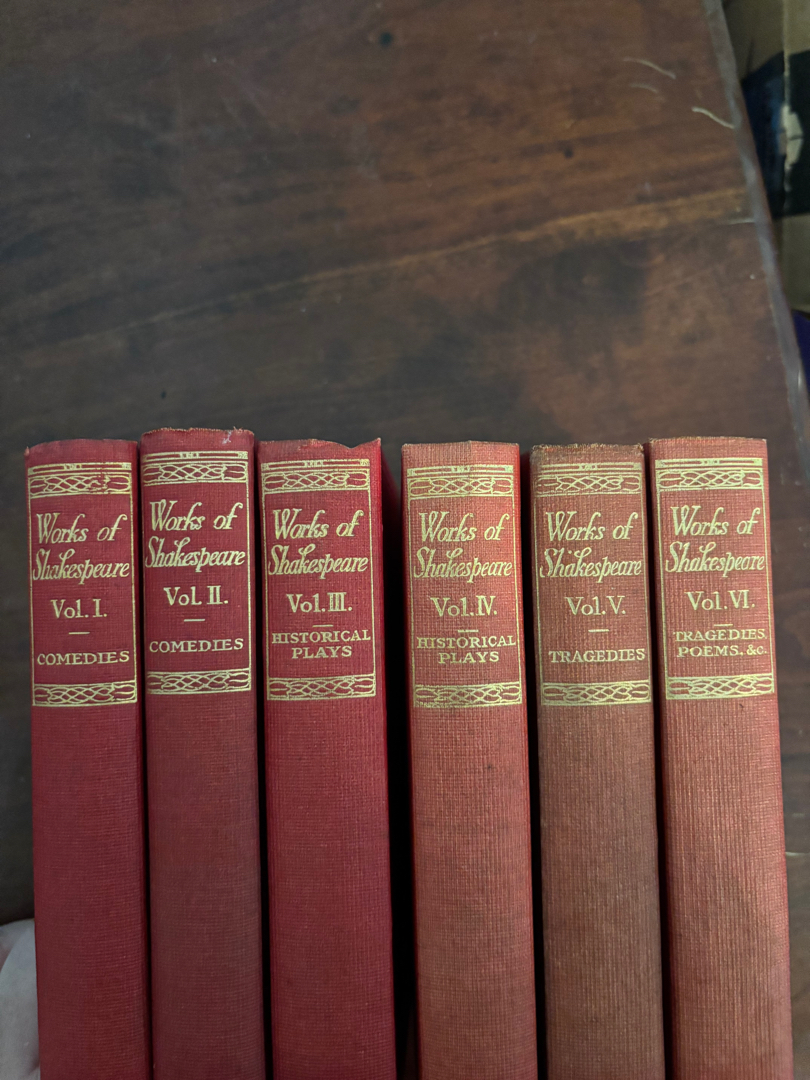 Works of
Shakespeare
Vol. I.
COMEDIES
Works of
Shakespeare
Vol. II.
COMEDIES
Works of
Shakespeare
Vol. III.
HISTORICAL
PLAYS
Works of
Shakespeare
Vol. IV.
HISTORICAL
PLAYS
Works of
Shakespeare
Vol. V.
TRAGEDIES
Works of
Shakespeare
Vol. VI.
TRAGEDIES,
POEMS, &c.